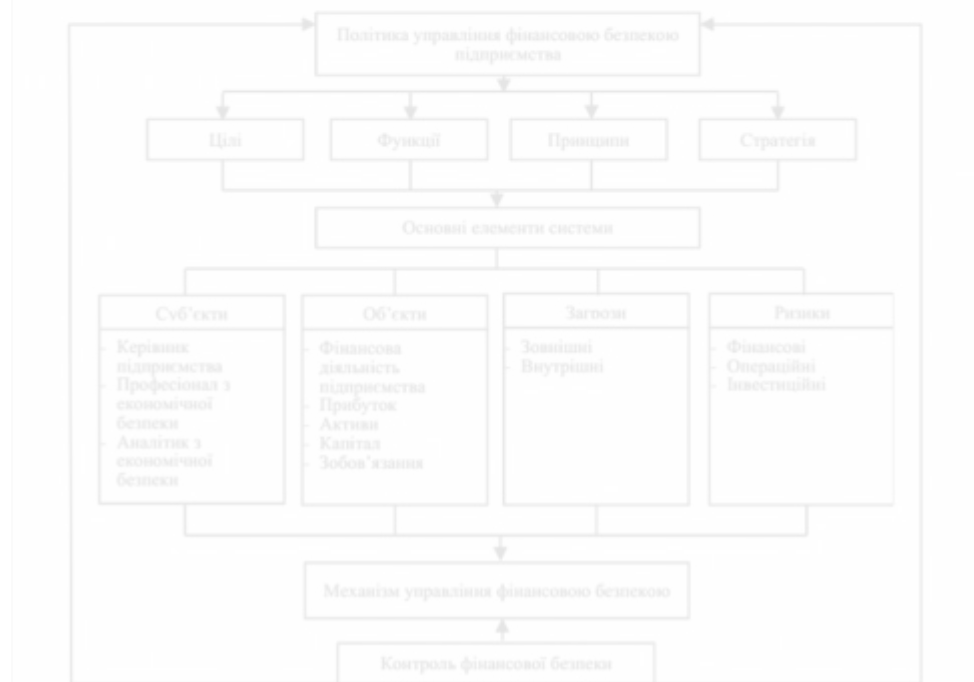 Політика управління фінансовою безпекою
підприємства
Цілі
Функції
Принципи
Стратегія
Основні елементи системи
Суб’єкти
- Керівник
підприємства
- Професіонал з
економічної
безпеки
- Аналітик з
економічної
безпеки
Об’єкти
- Фінансова
діяльність
підприємства
- Прибуток
- Активи
- Капітал
- Зобов’язання
Загрози
- Зовнішні
- Внутрішні
Ризики
- Фінансові
- Операційні
- Інвестиційні
Механізм управління фінансовою безпекою
Контроль фінансової безпеки